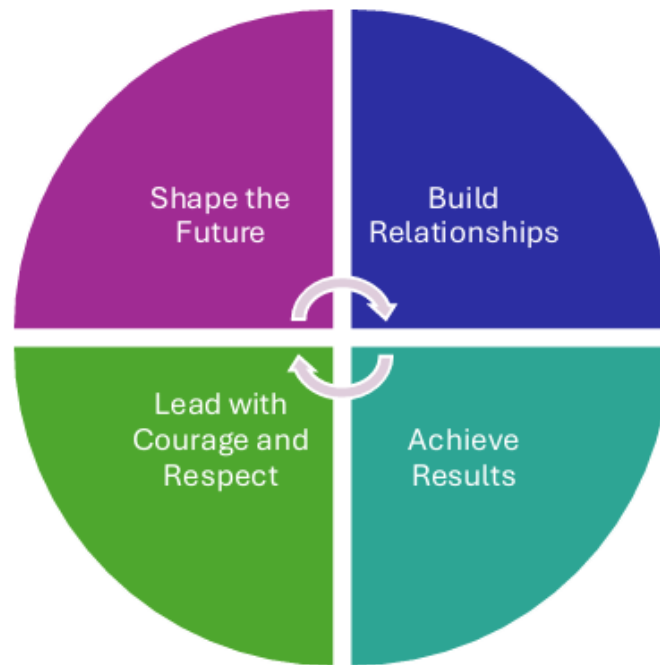 Shape the
Future
Build
Relationships
Lead with
Courage and
Respect
Achieve
Results